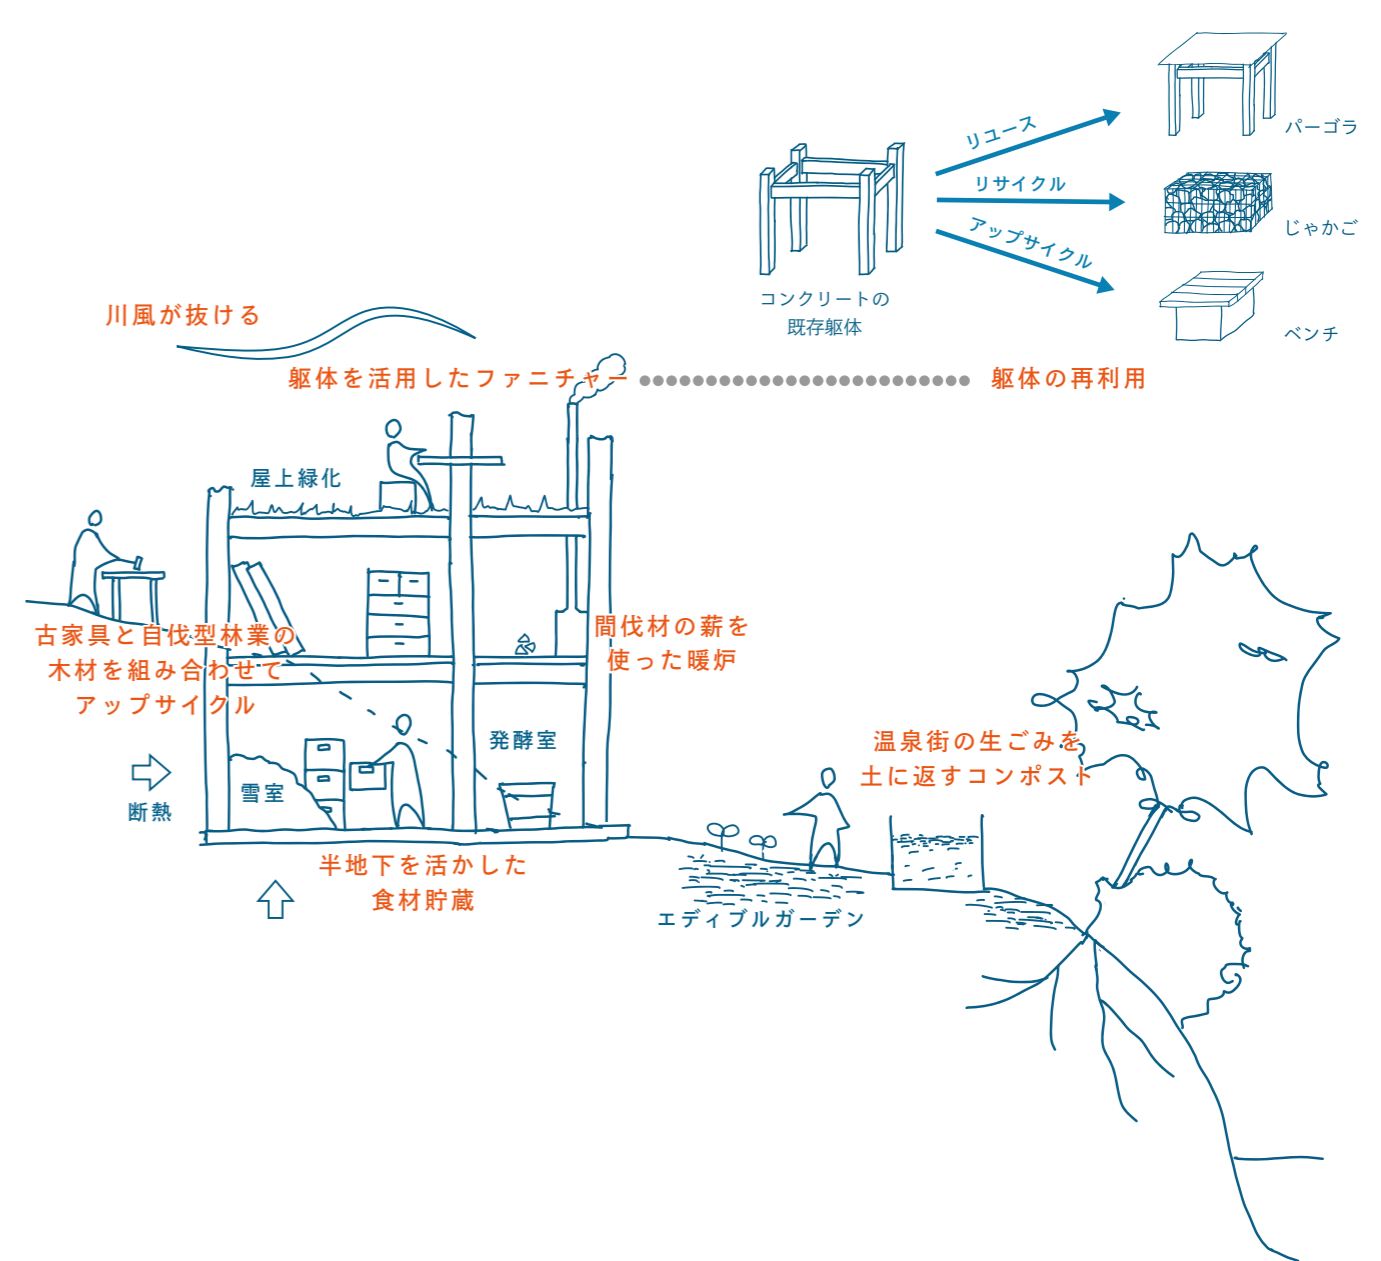 リユース
パーゴラ
リサイクル
じゃかご
アップサイクル
ベンチ
コンクリートの
既存躯体
川風が抜ける
躯体を活用したファニチャー
躯体の再利用
屋上緑化
古家具と自伐型林業の
木材を組み合わせて
アップサイクル
間伐材の薪を
使った暖炉
発酵室
雪室
断熱
半地下を活かした
食材貯蔵
温泉街の生ごみを
土に返すコンポスト
エディブルガーデン